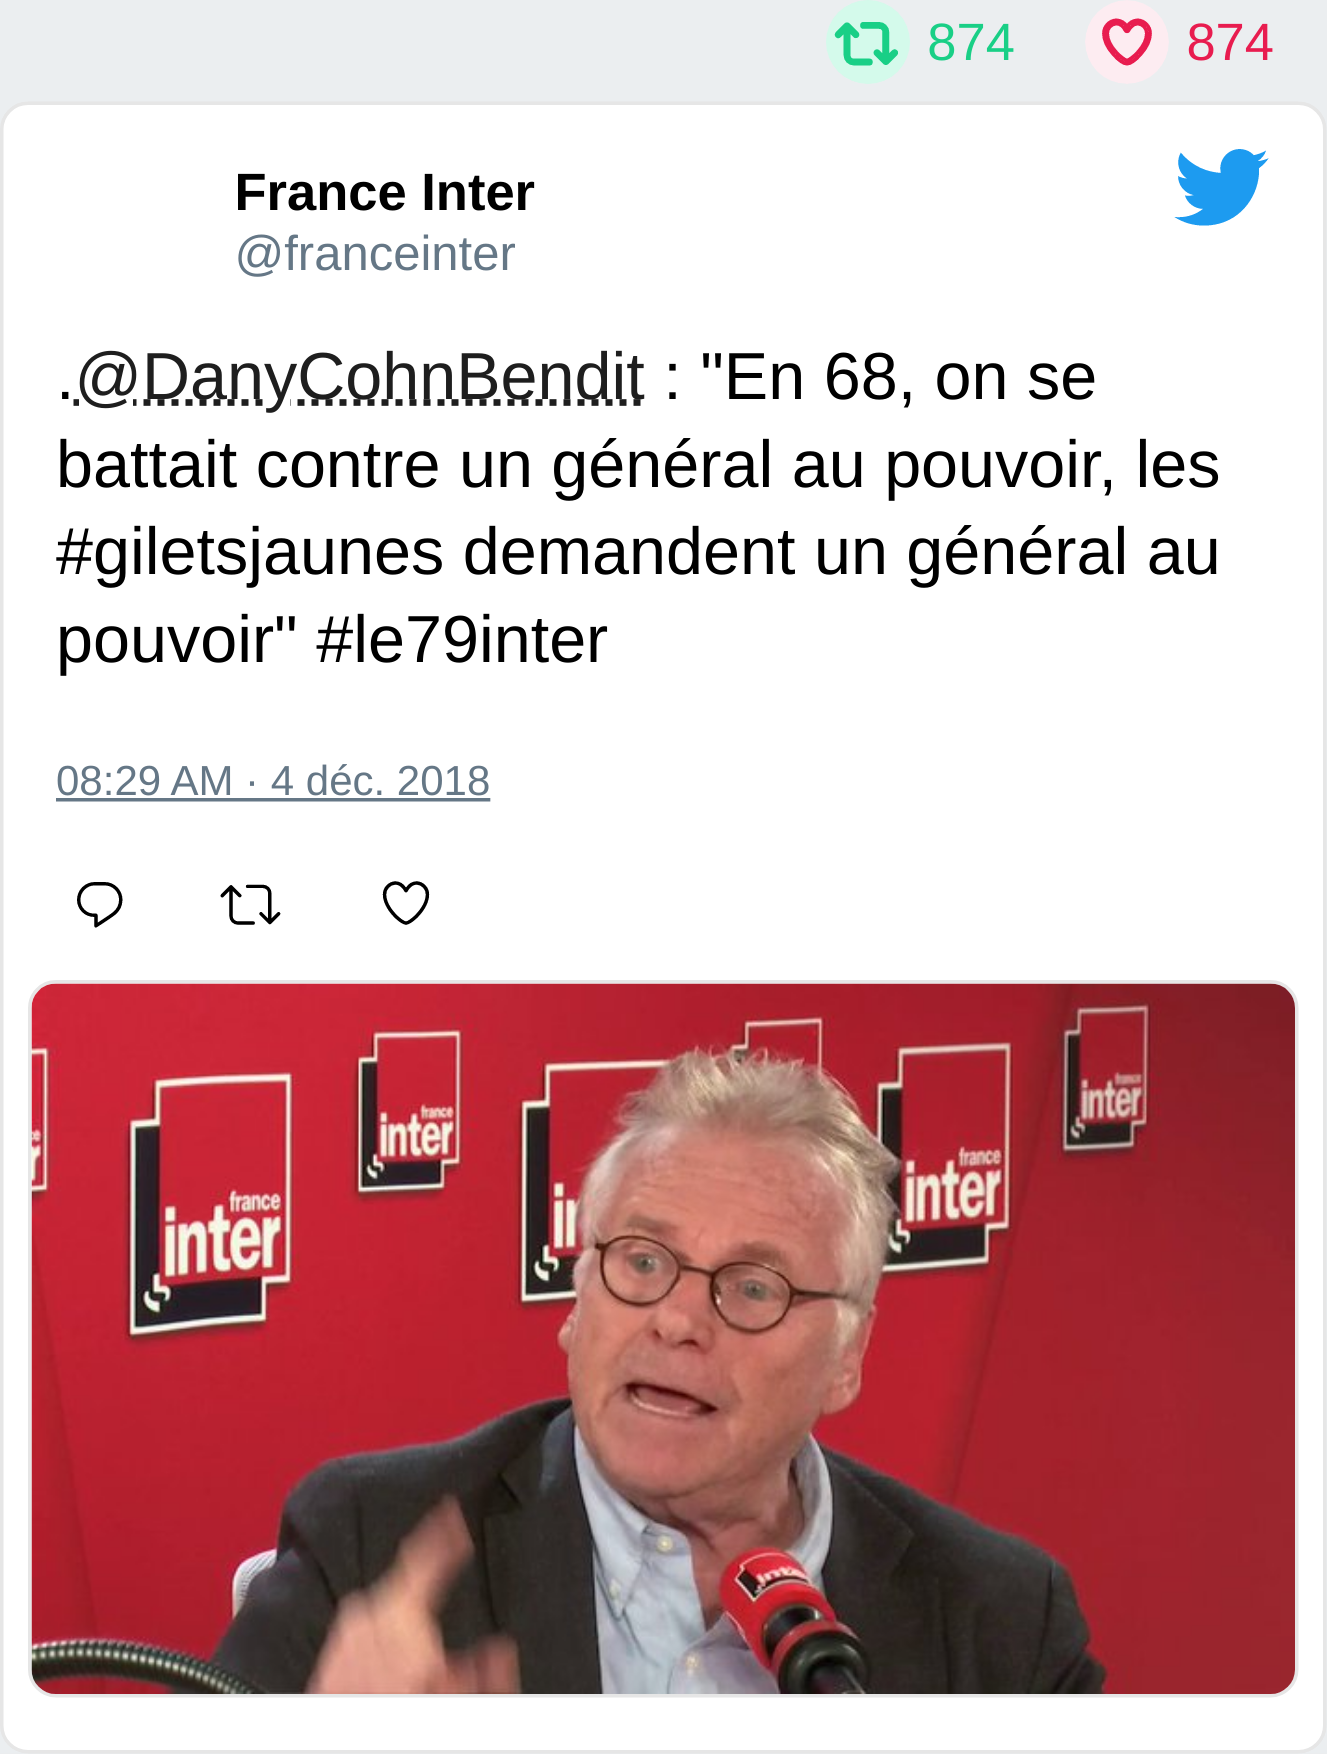 874 874
France Inter
@franceinter
.@DanyCohnBendit : "En 68, on se
battait contre un général au pouvoir, les
#giletsjaunes demandent un général au
pouvoir" #le79inter
08:29 AM · 4 déc. 2018
france
inter
france
inter
france
inter
france
inter